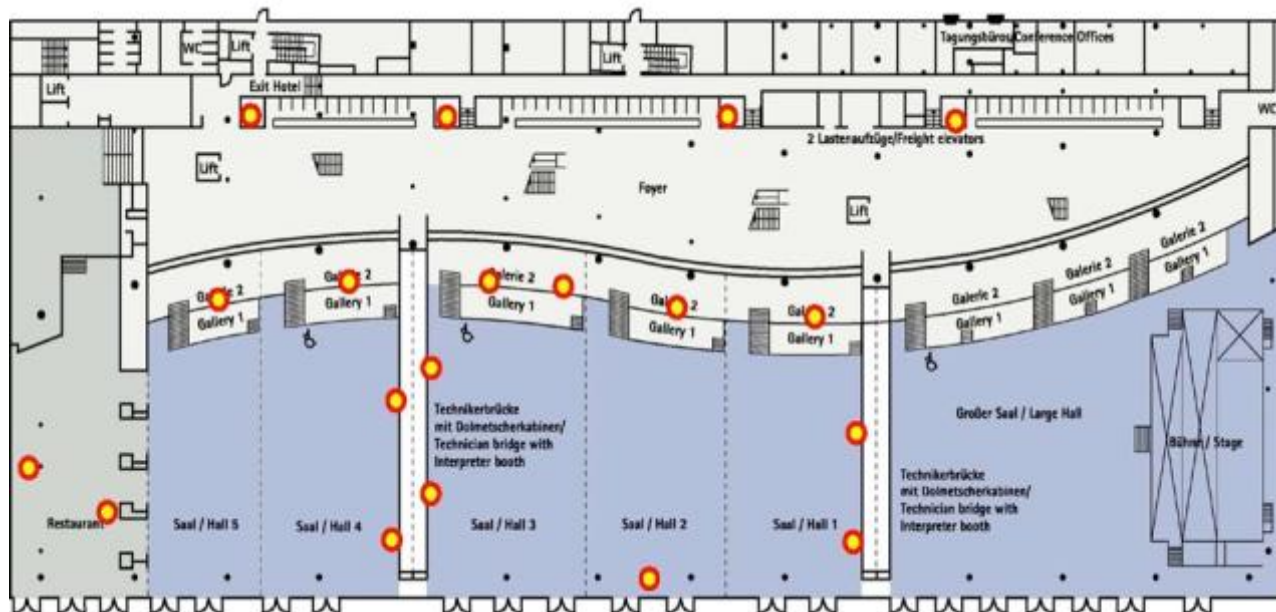 Tagungsbüro/Conference Offices
WC
Lift
Lift
Lift
Exit Hotel
WC
2 Lastenaufzüge/Freight elevators
Lift
Foyer
Lift
Galerie 2
Gallery 1
Galerie 2
Gallery 1
Galerie 2
Gallery 1
2
Gallery 1
Gal 2
Gallery 1
Galerie 2
Gallery 1
Galerie 2
Gallery 1
Galerie 2
Gallery 1
Technikerbrücke
mit Dolmetscherkabinen/
Technician bridge with
Interpreter booth
Großer Saal / Large Hall
Bühne / Stage
Technikerbrücke
mit Dolmetscherkabinen/
Technician bridge with
Interpreter booth
Restaurant
Saal / Hall 5
Saal / Hall 4
Saal / Hall 3
Saal / Hall 2
Saal / Hall 1